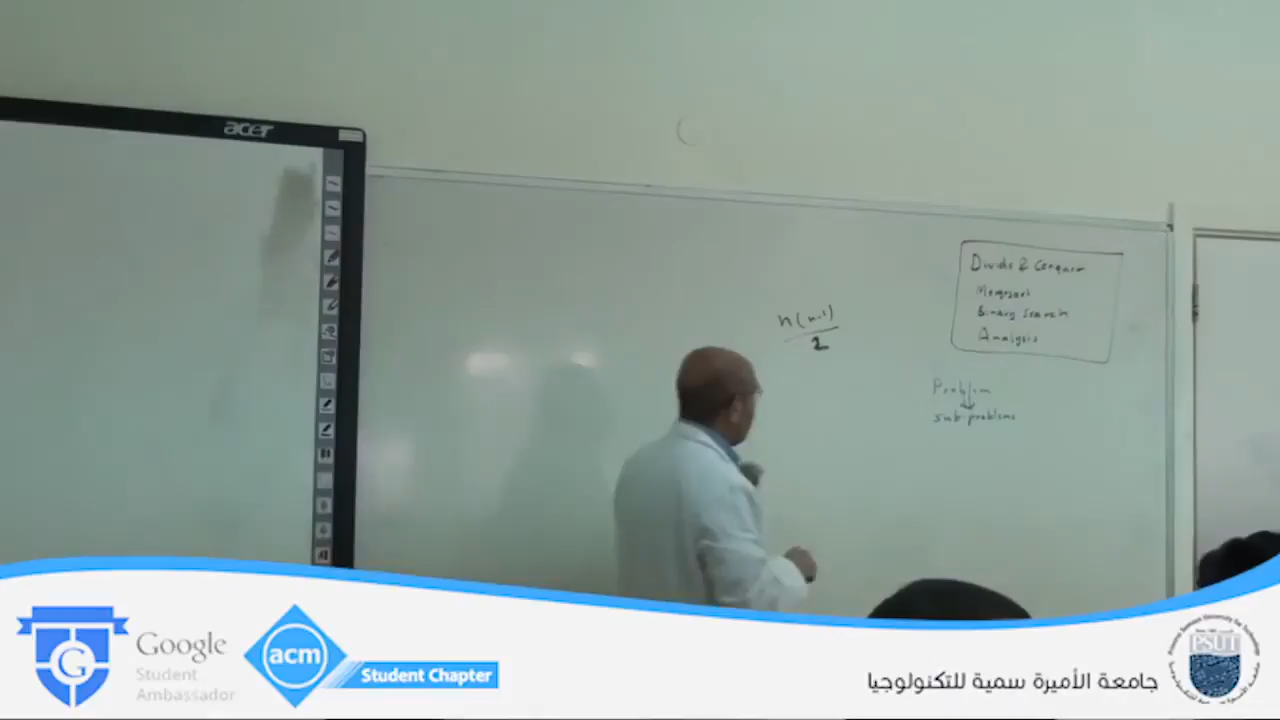 acer
n(n-1)
2
Divide & Conquer
Mergesort
Binary Search
Analysis
Problem
sub problems
G
Google
Student
Ambassador
acm
Student Chapter
جامعة الأميرة سمية للتكنولوجيا
PSUT